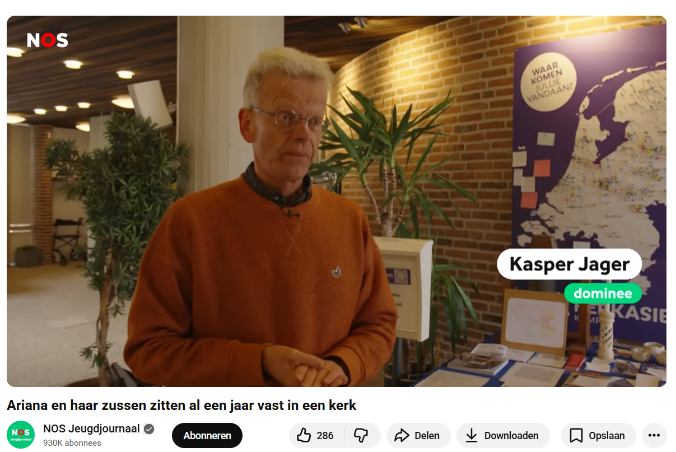 NOS
WAAR
KOMEN
JULLIE
VANDAAN?
Kasper Jager
dominee
KERKASIE
Ariana en haar zussen zitten al een jaar vast in een kerk
NOS Jeugdjournaal
930K abonnees
Abonneren
286
Delen
Downloaden
Opslaan